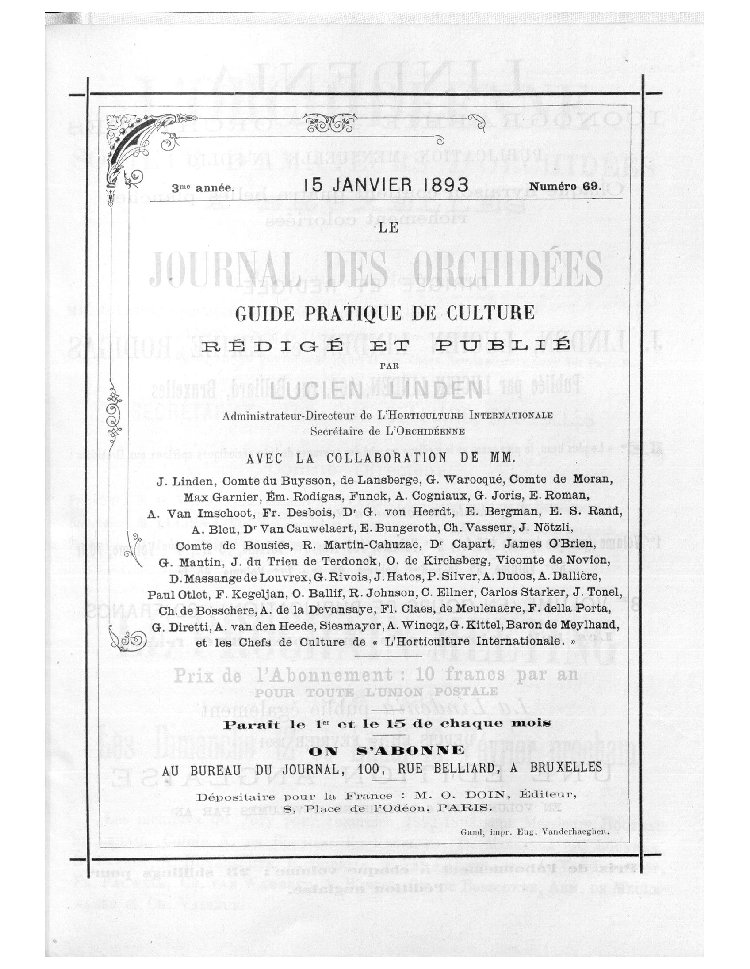 3me année.
15 JANVIER 1893
Numéro 69.
LE
JOURNAL DES ORCHIDÉES
GUIDE PRATIQUE DE CULTURE
RÉDIGÉ ET PUBLIÉ
PAR
LUCIEN LINDEN
Administrateur-Directeur de L'HORTICULTURE INTERNATIONALE
Secrétaire de L'ORCHIDÉENNE
AVEC LA COLLABORATION DE MM.
J. Linden, Comte du Buysson, de Lansberge, G. Warocqué, Comte de Moran,
Max Garnier, Ém. Rodigas, Funck, A. Cogniaux, G. Joris, E. Roman,
A. Van Imschoot, Fr. Desbois, Dr G. von Heerdt, E. Bergman, E. S. Rand,
A. Bleu, Dr Van Cauwelaert, E. Bungeroth, Ch. Vasseur, J. Nötzli,
Comte de Bousies, R. Martin-Cahuzac, Dr Capart, James O'Brien,
G. Mantin, J. du Trieu de Terdonck, O. de Kirchsberg, Vicomte de Novion,
D. Massange de Louvrex, G. Rivois, J. Hatos, P. Silver, A. Ducos, A. Dallière,
Paul Otlet, F. Kegeljan, O. Ballif, R. Johnson, C. Ellner, Carlos Starker, J. Tonel,
Ch. de Bosschere, A. de la Devansaye, Fl. Claes, de Meulenaere, F. della Porta,
G. Diretti, A. van den Heede, Siesmayer, A. Wincqz, G. Kittel, Baron de Meylhand,
et les Chefs de Culture de « L'Horticulture Internationale. »
Prix de l'Abonnement : 10 francs par an
POUR TOUTE L'UNION POSTALE
Parait le 1er et le 15 de chaque mois
ON S'ABONNE
AU BUREAU DU JOURNAL, 100, RUE BELLIARD, A BRUXELLES
Dépositaire pour la France : M. O. DOIN, Éditeur,
8, Place de l'Odéon, PARIS.
Gand, impr. Eug. Vanderhaeghen.